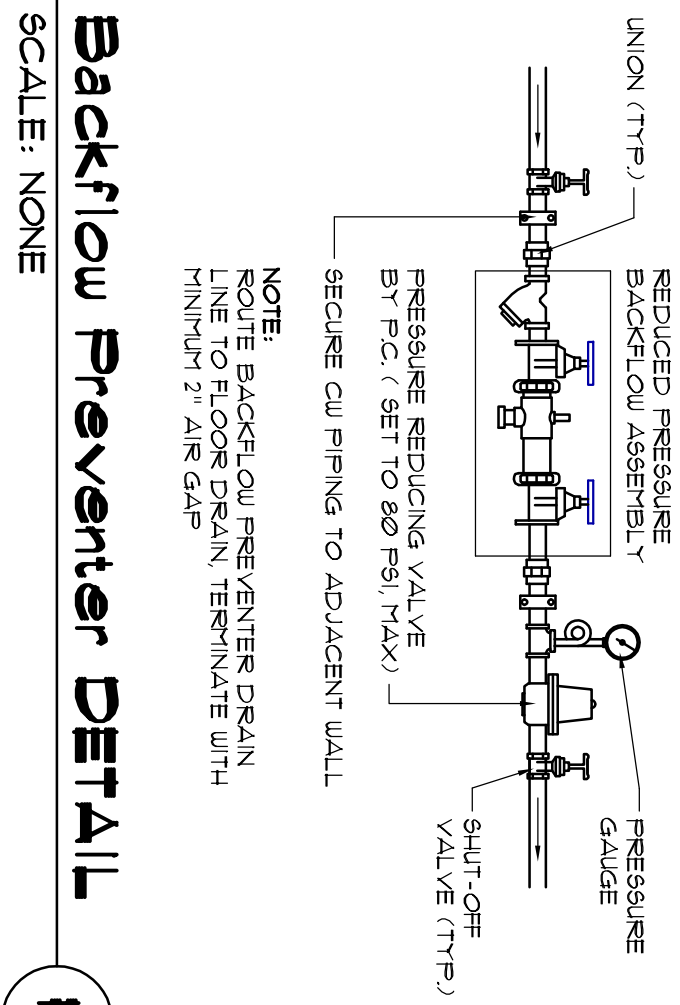 UNION (TYP.)
REDUCED PRESSURE
BACKFLOW ASSEMBLY
PRESSURE
GAUGE
SHUT-OFF
VALVE (TYP.)
PRESSURE REDUCING VALVE
BY P.C. ( SET TO 80 PSI, MAX)
SECURE CW PIPING TO ADJACENT WALL
NOTE:
ROUTE BACKFLOW PREVENTER DRAIN
LINE TO FLOOR DRAIN, TERMINATE WITH
MINIMUM 2" AIR GAP
Backflow Preventer DETAIL
SCALE: NONE